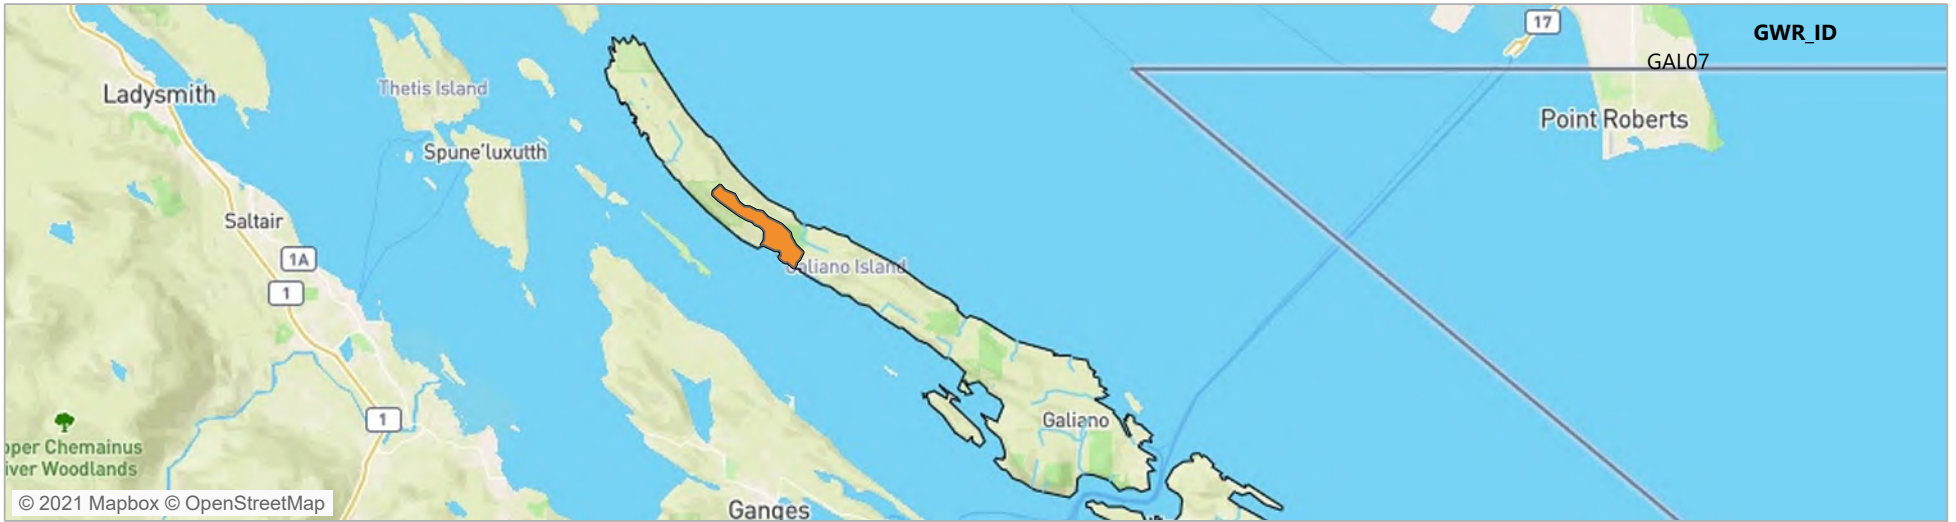 17
GWR_ID
GAL07
Ladysmith
Thetis Island
Point Roberts
Spune'luxutth
Saltair
1A
1
Galiano Island
1
Galiano
pper Chemainus
iver Woodlands
© 2021 Mapbox © OpenStreetMap
Ganges